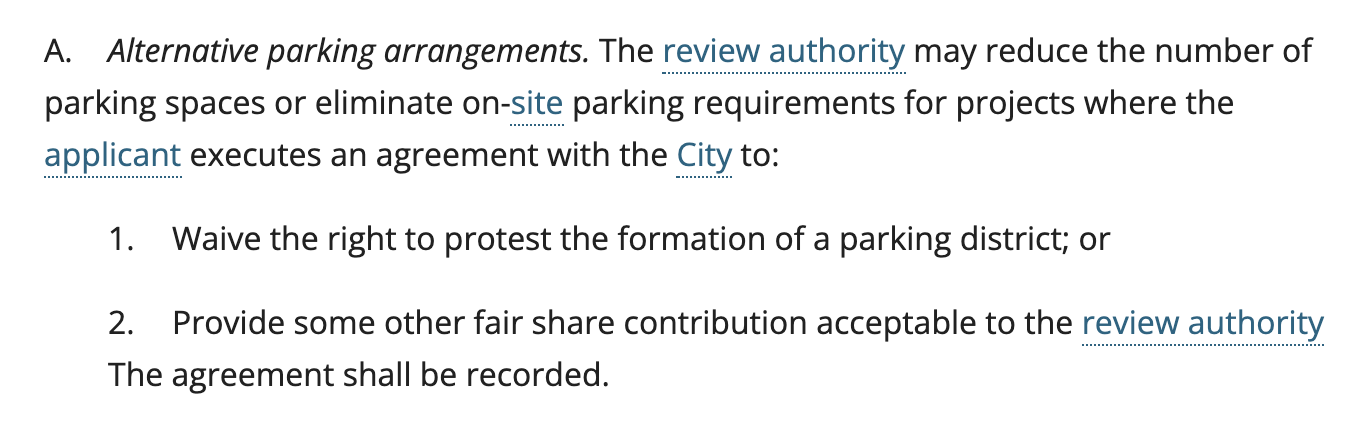 A. Alternative parking arrangements. The review authority may reduce the number of
parking spaces or eliminate on-site parking requirements for projects where the
applicant executes an agreement with the City to:
1. Waive the right to protest the formation of a parking district; or
2. Provide some other fair share contribution acceptable to the review authority
The agreement shall be recorded.